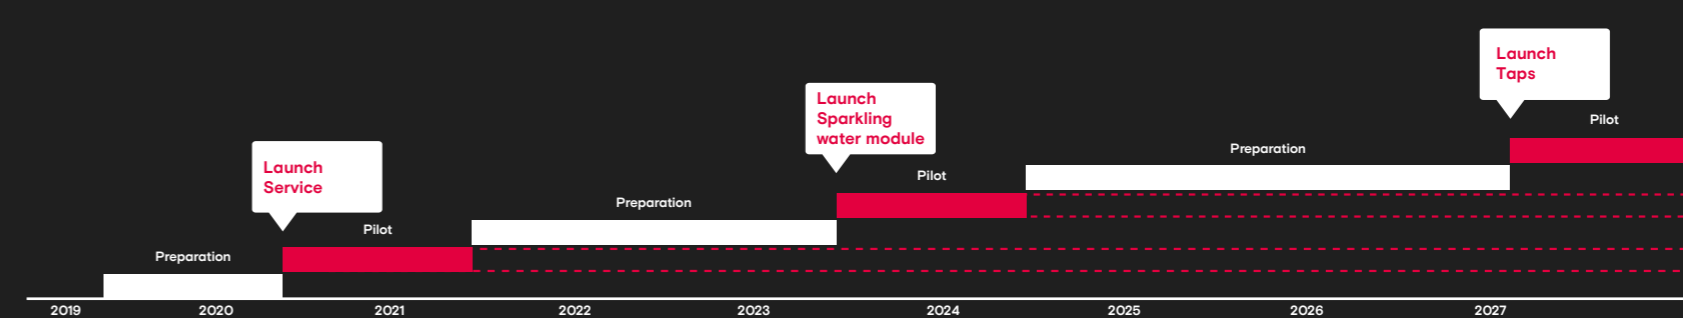 Launch
Taps
Pilot
Launch
Sparkling
water module
Preparation
Launch
Service
Pilot
Preparation
Pilot
Preparation
2019
2020
2021
2022
2023
2024
2025
2026
2027